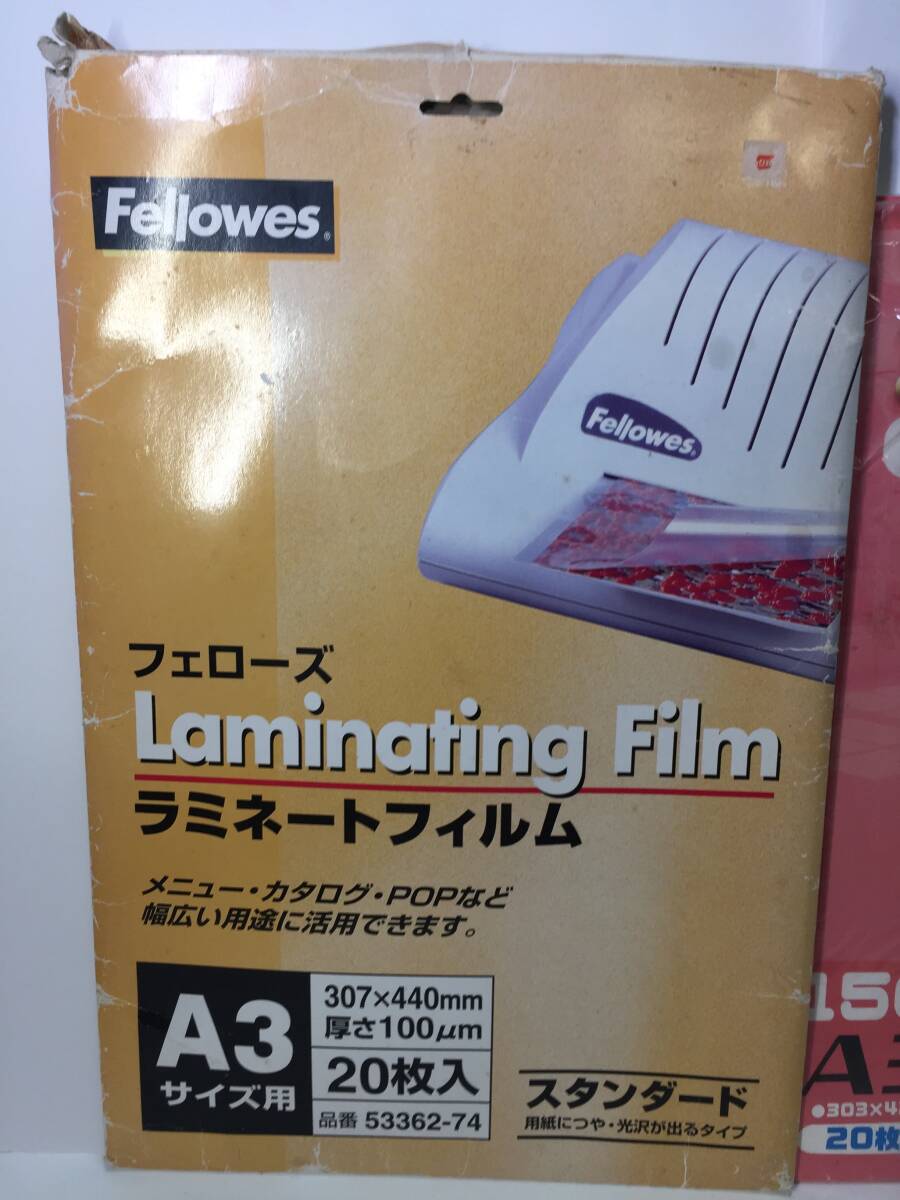 Fellowes®
Fellowes®
フェローズ
Laminating Film
ラミネートフィルム
メニュー・カタログ・POPなど
幅広い用途に活用できます。
A3
サイズ用
307×440mm
厚さ100μm
20枚入
品番 53362-74
スタンダード
用紙につや・光沢が出るタイプ
●303×4
20枚